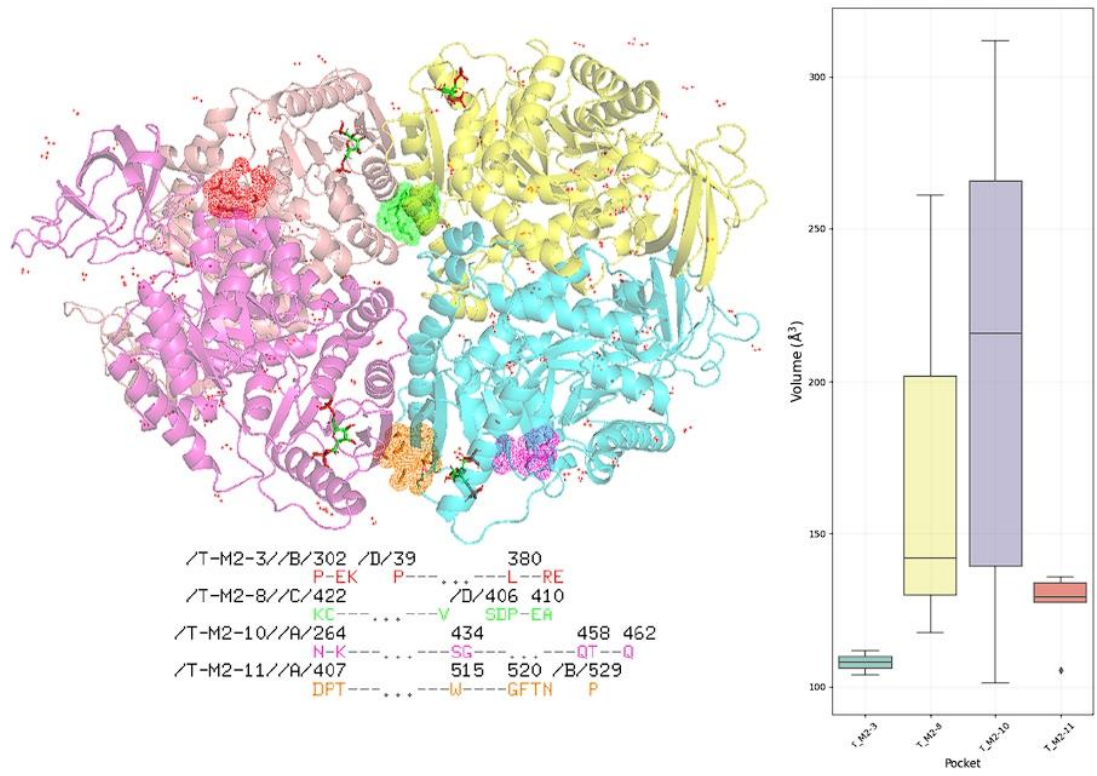 /T-M2-3//B/302 /D/39 380
P-EK P---...---L--RE
/T-M2-8//C/422 /D/406 410
KC---...---V SDP-EA
/T-M2-10//A/264 434 458 462
N-K---...---SG---...---QT--Q
/T-M2-11//A/407 515 520 /B/529
DPT---...---W---GFTN P
Volume (Å³)
300
250
200
150
100
T_M2-3
T_M2-8
T_M2-10
T_M2-11
Pocket